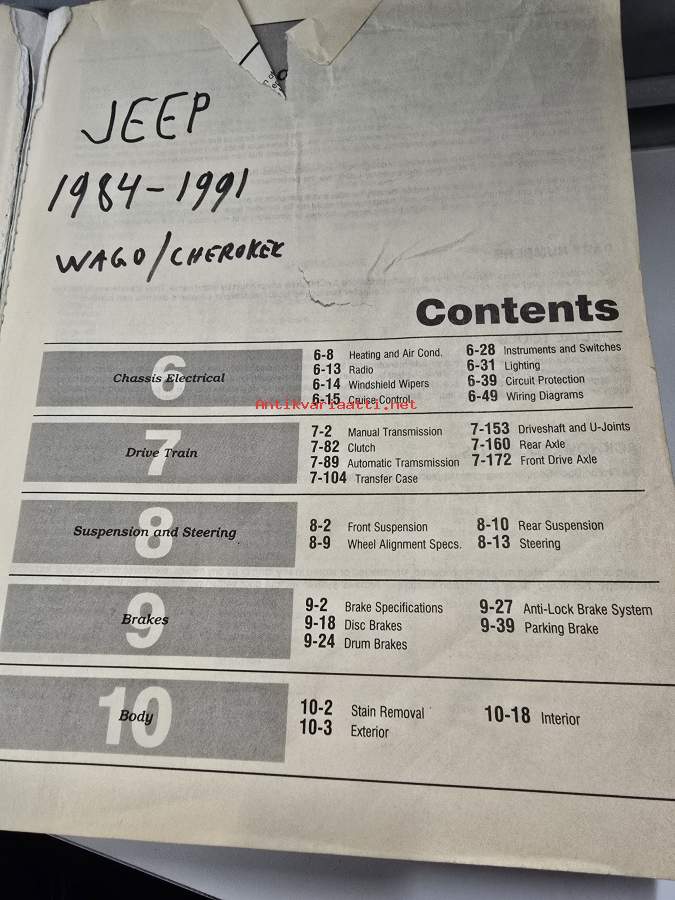 JEEP
1984-1991
WAGO/CHEROKEE
Contents
6
Chassis Electrical
6-8 Heating and Air Cond.
6-13 Radio
6-14 Windshield Wipers
6-15 Cruise Control
6-28 Instruments and Switches
6-31 Lighting
6-39 Circuit Protection
6-49 Wiring Diagrams
Antikvariaatti.net
7
Drive Train
7-2 Manual Transmission
7-82 Clutch
7-89 Automatic Tramsmission
7-104 Transfer Case
7-153 Driveshaft and U-Joints
7-160 Rear Axle
7-172 Front Drive Axle
8
Suspension and Steering
8-2 Front Suspension
8-9 Wheel Alignment Specs.
8-10 Rear Suspension
8-13 Steering
9
Brakes
9-2 Brake Specifications
9-18 Disc Brakes
9-24 Drum Brakes
9-27 Anti-Lock Brake System
9-39 Parking Brake
10
Body
10-2 Stain Removal
10-3 Exterior
10-18 Interior